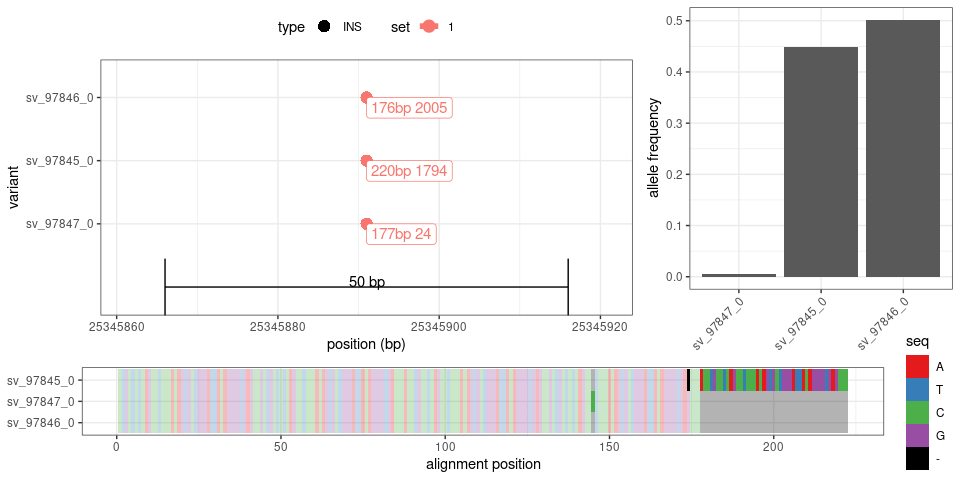 type INS set 1
variant
sv_97846_0
sv_97845_0
sv_97847_0
176bp 2005
220bp 1794
177bp 24
50 bp
25345860 25345880 25345900 25345920
position (bp)
allele frequency
0.5
0.4
0.3
0.2
0.1
0.0
sv_97847_0 sv_97845_0 sv_97846_0
sv_97845_0
sv_97847_0
sv_97846_0
0 50 100 150 200
alignment position
seq
A
T
C
G
-